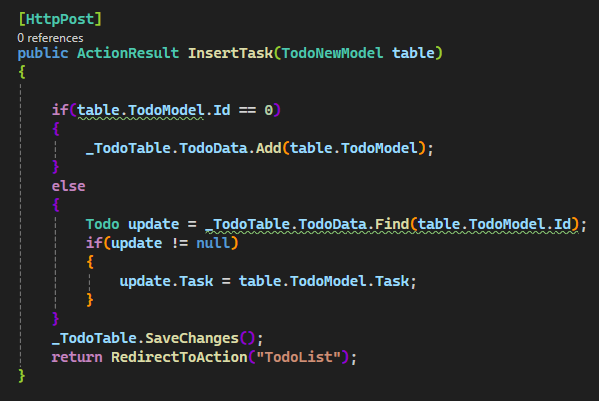 [HttpPost]
0 references
public ActionResult InsertTask(TodoNewModel table)
{
if(table.TodoModel.Id == 0)
{
_TodoTable.TodoData.Add(table.TodoModel);
}
else
{
Todo update = _TodoTable.TodoData.Find(table.TodoModel.Id);
if(update != null)
{
update.Task = table.TodoModel.Task;
}
}
_TodoTable.SaveChanges();
return RedirectToAction("TodoList");
}